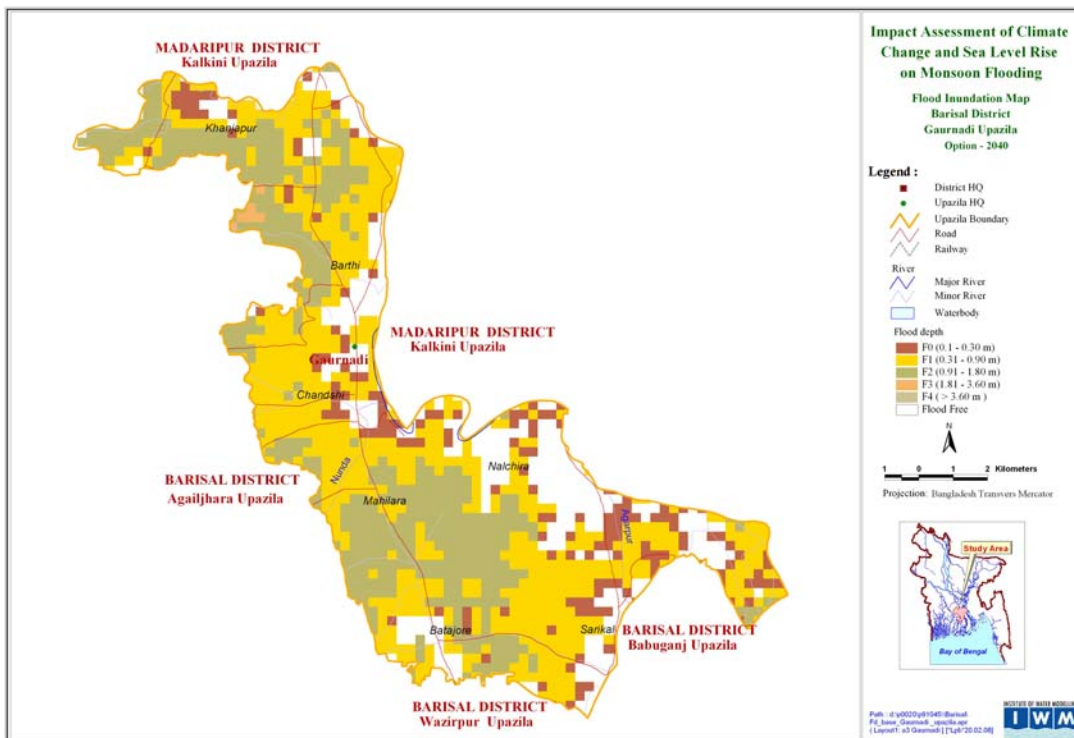 MADARIPUR DISTRICT
Kalkini Upazila
Khanjapur
Barthi
MADARIPUR DISTRICT
Kalkini Upazila
Gaurnadi
Chandshi
Nunda
BARISAL DISTRICT
Agailjhara Upazila
Mahilara
Nalchira
Agarpur
Batajore
Sarikal
BARISAL DISTRICT
Babuganj Upazila
BARISAL DISTRICT
Wazirpur Upazila
Impact Assessment of Climate
Change and Sea Level Rise
on Monsoon Flooding
Flood Inundation Map
Barisal District
Gaurnadi Upazila
Option - 2040
Legend :
District HQ
Upazila HQ
Upazila Boundary
Road
Railway
River
Major River
Minor River
Waterbody
Flood depth
F0 (0.1 - 0.30 m)
F1 (0.31 - 0.90 m)
F2 (0.91 - 1.80 m)
F3 (1.81 - 3.60 m)
F4 ( > 3.60 m )
Flood Free
N
1 0 1 2 Kilometers
Projection: Bangladesh Transvers Mercator
Study Area
Bay of Bengal
INSTITUTE OF WATER MODELLING
IWM